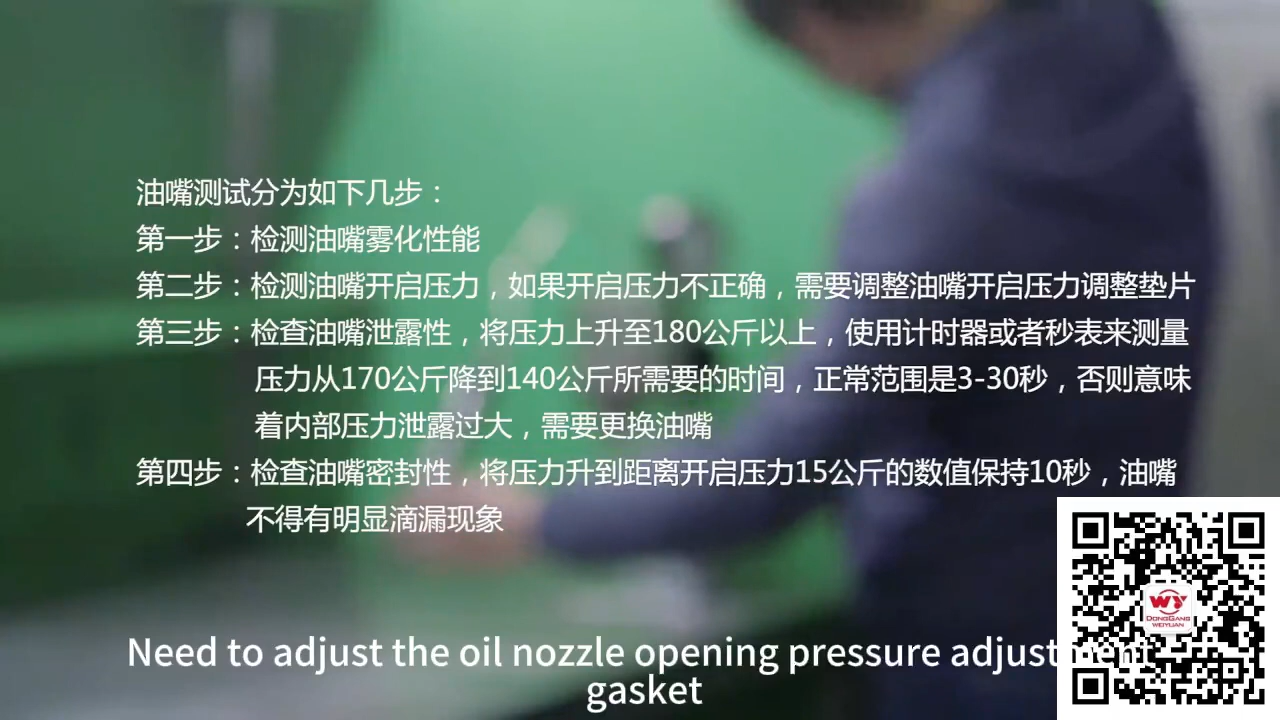 油嘴测试分为如下几步：
第一步：检测油嘴雾化性能
第二步：检测油嘴开启压力，如果开启压力不正确，需要调整油嘴开启压力调整垫片
第三步：检查油嘴泄露性，将压力上升至180公斤以上，使用计时器或者秒表来测量
压力从170公斤降到140公斤所需要的时间，正常范围是3-30秒，否则意味
着内部压力泄露过大，需要更换油嘴
第四步：检查油嘴密封性，将压力升到距离开启压力15公斤的数值保持10秒，油嘴
不得有明显滴漏现象
WY
DONGGANG
WEIYUAN
Need to adjust the oil nozzle opening pressure adjustment
gasket